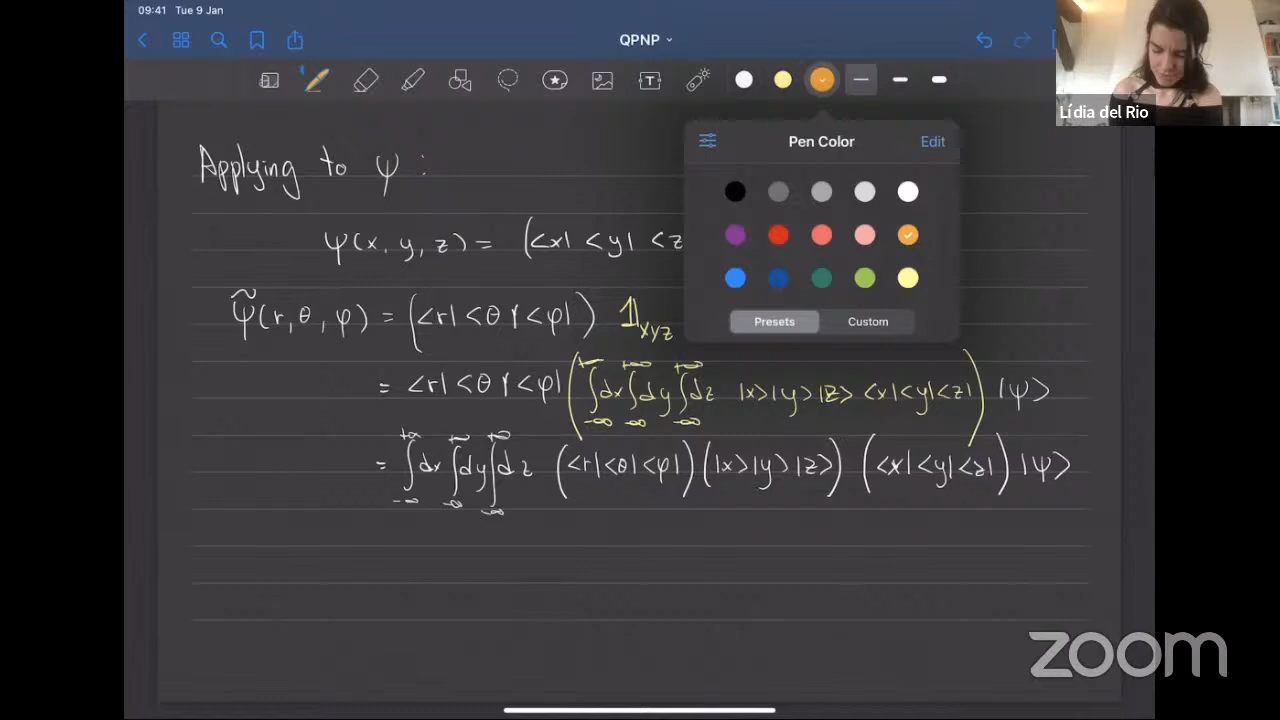 09:41 Tue 9 Jan
QPNP
Lídia del Rio
Pen Color
Edit
Presets
Custom
Applying to ψ :
ψ(x, y, z) = (<x| <y| <z
ψ̃(r, θ, φ) = (<r| <θ| <φ|) 𝟙xyz
= <r| <θ| <φ| (∫dx ∫dy ∫dz |x>|y>|z> <x|<y|<z|) |ψ>
+∞ +∞
-∞ -∞ -∞
+∞ +∞ +∞
= ∫dx ∫dy ∫dz (<r|<θ|<φ|) (|x>|y>|z>) (<x|<y|<z|) |ψ>
-∞ -∞ -∞
zoom